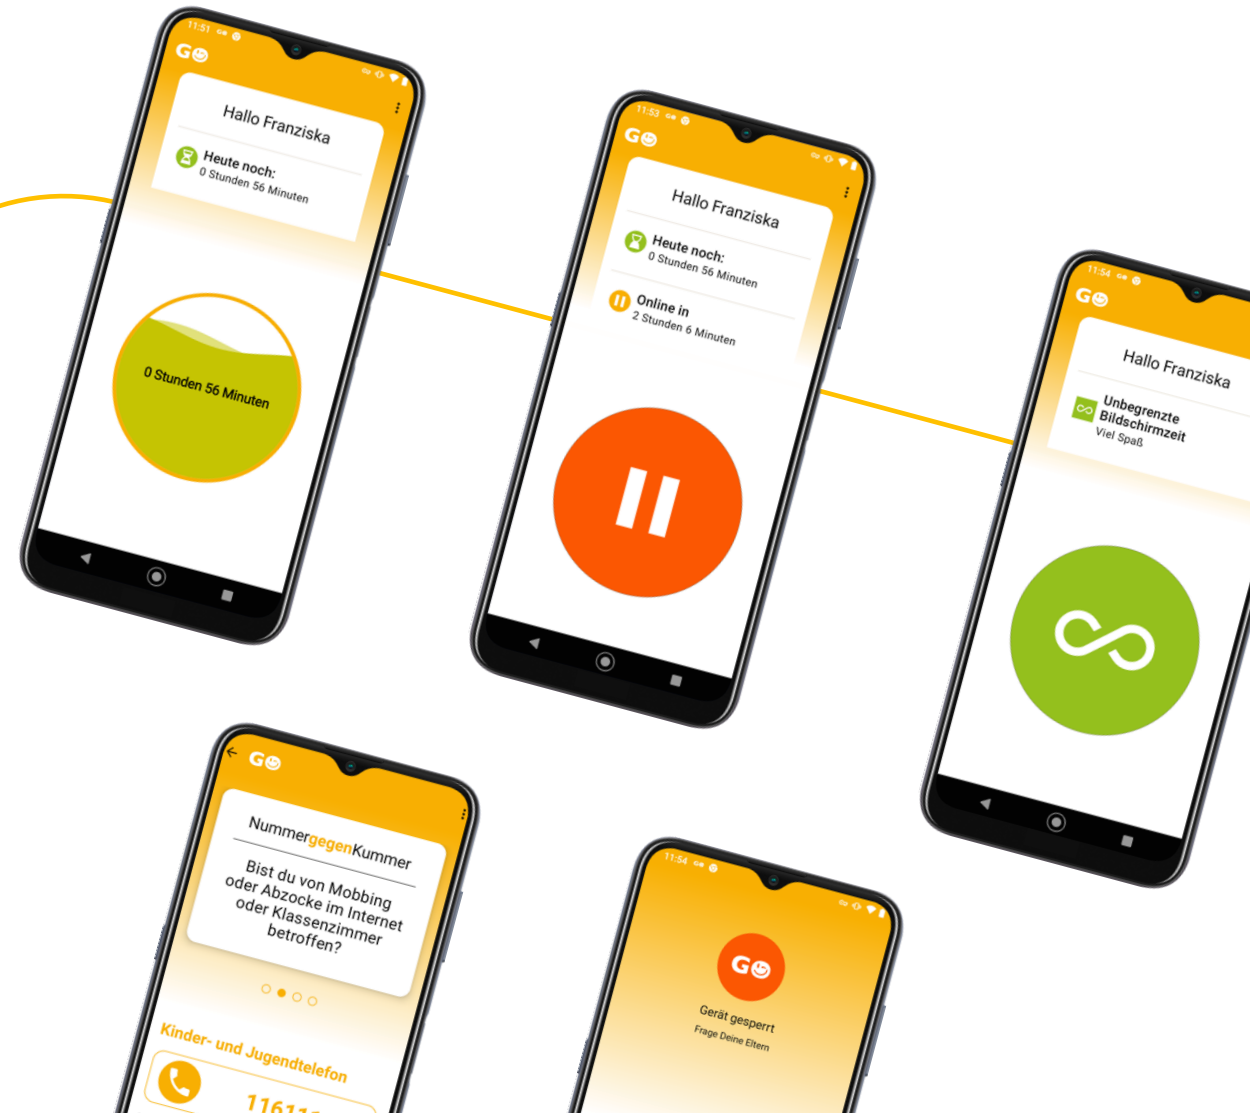 11:51
GO
Hallo Franziska
Heute noch:
0 Stunden 56 Minuten
0 Stunden 56 Minuten
11:53
GO
Hallo Franziska
Heute noch:
0 Stunden 56 Minuten
Online in
2 Stunden 6 Minuten
11:54
GO
Hallo Franziska
Unbegrenzte
Bildschirmzeit
Viel Spaß
GO
NummergegenKummer
Bist du von Mobbing
oder Abzocke im Internet
oder Klassenzimmer
betroffen?
Kinder- und Jugendtelefon
11:54
GO
Gerät gesperrt
Frage Deine Eltern